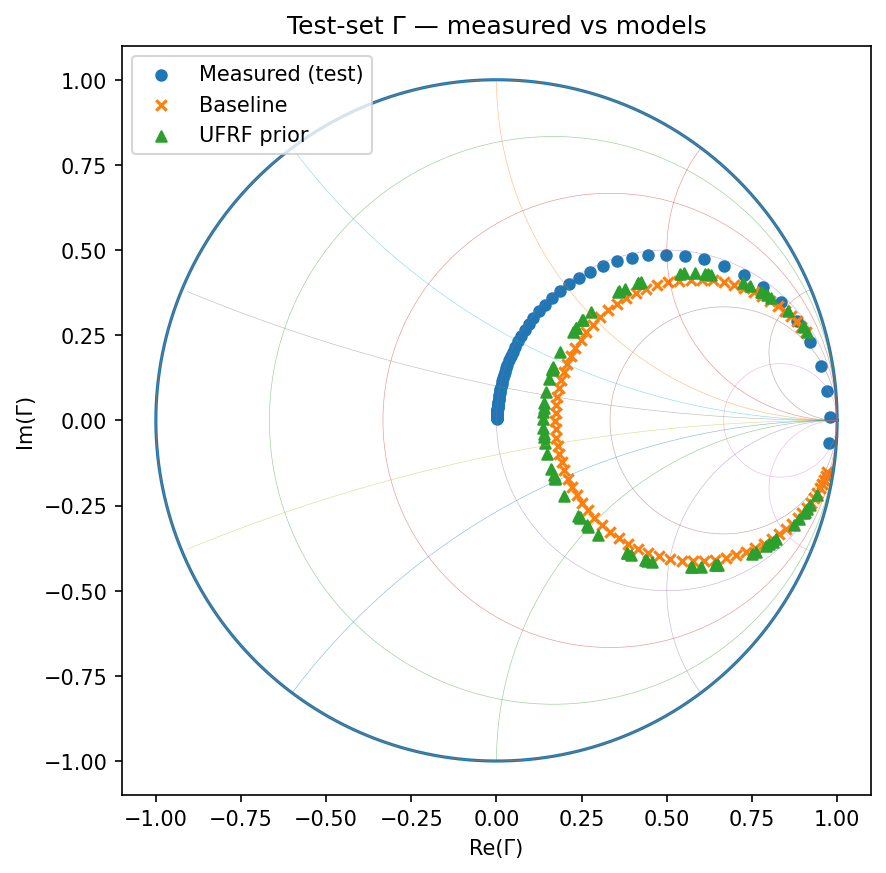 Test-set Γ — measured vs models
Measured (test)
Baseline
UFRF prior
1.00
0.75
0.50
0.25
0.00
−0.25
−0.50
−0.75
−1.00
Im(Γ)
−1.00 −0.75 −0.50 −0.25 0.00 0.25 0.50 0.75 1.00
Re(Γ)